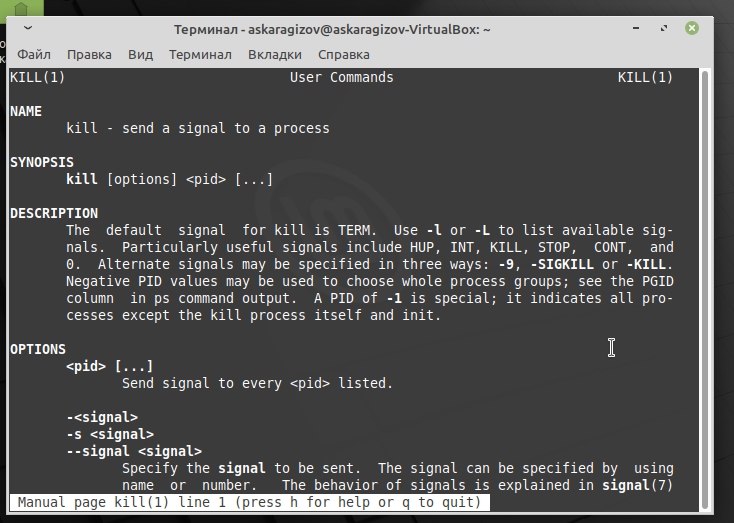 Терминал - askaragizov@askaragizov-VirtualBox: ~
Файл Правка Вид Терминал Вкладки Справка
KILL(1) User Commands KILL(1)
NAME
kill - send a signal to a process
SYNOPSIS
kill [options] <pid> [...]
DESCRIPTION
The default signal for kill is TERM. Use -l or -L to list available sig-
nals. Particularly useful signals include HUP, INT, KILL, STOP, CONT, and
0. Alternate signals may be specified in three ways: -9, -SIGKILL or -KILL.
Negative PID values may be used to choose whole process groups; see the PGID
column in ps command output. A PID of -1 is special; it indicates all pro-
cesses except the kill process itself and init.
OPTIONS
<pid> [...]
Send signal to every <pid> listed.
-<signal>
-s <signal>
--signal <signal>
Specify the signal to be sent. The signal can be specified by using
name or number. The behavior of signals is explained in signal(7)
Manual page kill(1) line 1 (press h for help or q to quit)